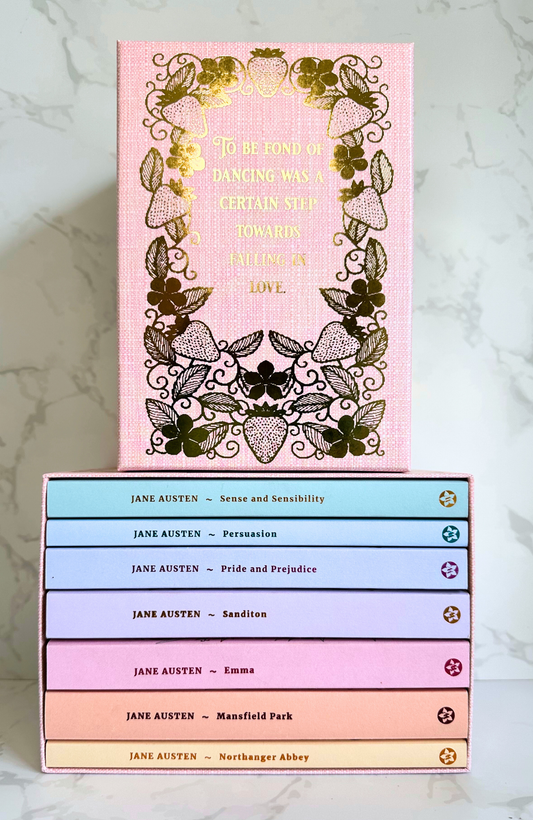 To be fond of
dancing was a
certain step
towards
falling in
love.
JANE AUSTEN ~ Sense and Sensibility
JANE AUSTEN ~ Persuasion
JANE AUSTEN ~ Pride and Prejudice
JANE AUSTEN ~ Sanditon
JANE AUSTEN ~ Emma
JANE AUSTEN ~ Mansfield Park
JANE AUSTEN ~ Northanger Abbey